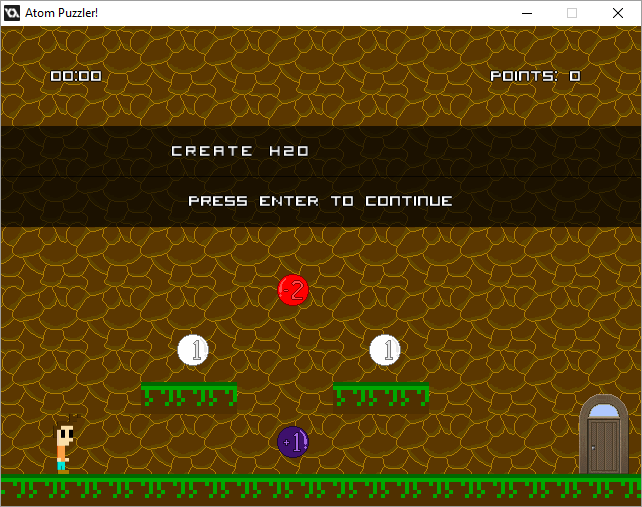 Atom Puzzler!
00:00
POINTS: 0
CREATE H2O
PRESS ENTER TO CONTINUE
-2
1
1
+1